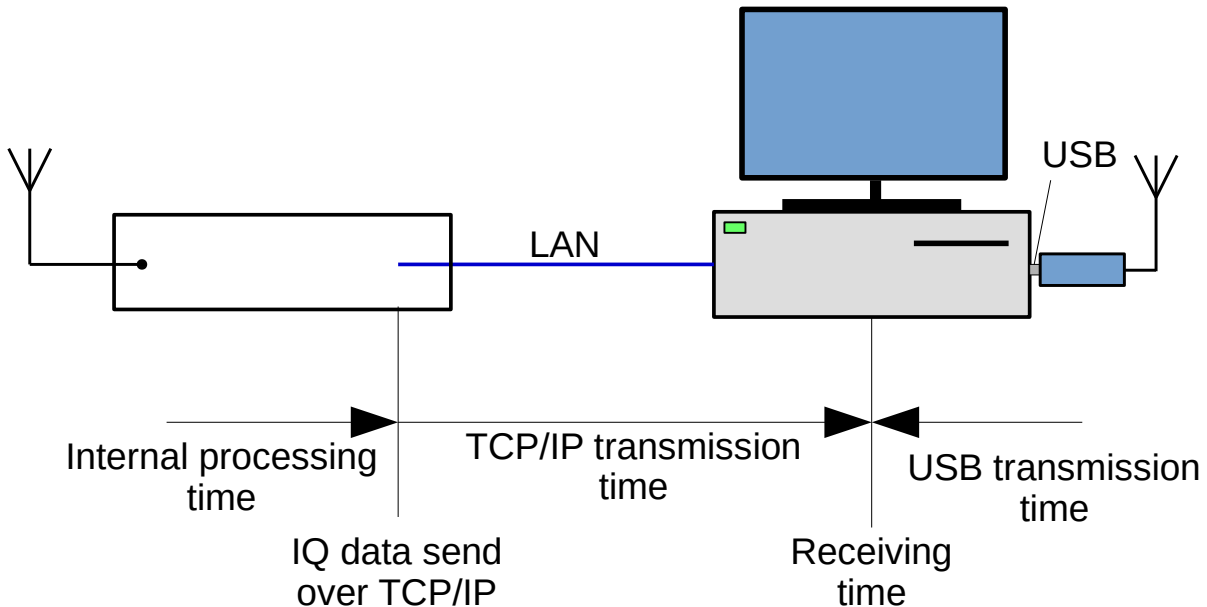 USB
LAN
Internal processing
time
TCP/IP transmission
time
USB transmission
time
IQ data send
over TCP/IP
Receiving
time